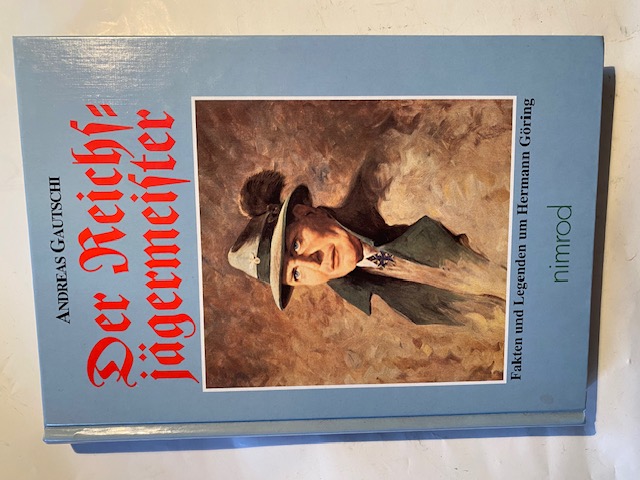 ANDREAS GAUTSCHI
Der Reichs=
jägermeister
Fakten und Legenden um Hermann Göring
nimrod